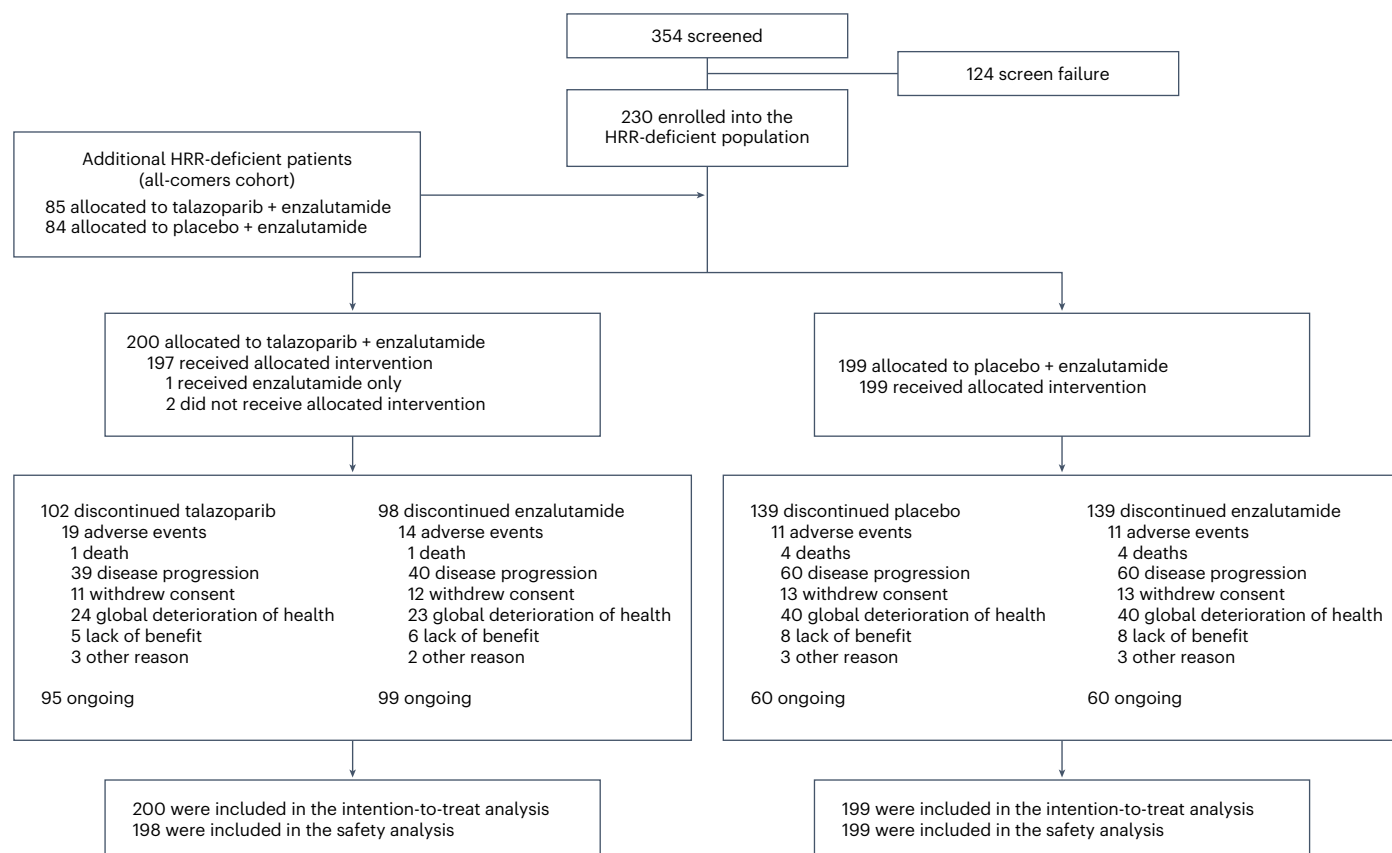 354 screened
124 screen failure
230 enrolled into the
HRR-deficient population
Additional HRR-deficient patients
(all-comers cohort)
85 allocated to talazoparib + enzalutamide
84 allocated to placebo + enzalutamide
200 allocated to talazoparib + enzalutamide
197 received allocated intervention
1 received enzalutamide only
2 did not receive allocated intervention
199 allocated to placebo + enzalutamide
199 received allocated intervention
102 discontinued talazoparib
19 adverse events
1 death
39 disease progression
11 withdrew consent
24 global deterioration of health
5 lack of benefit
3 other reason
95 ongoing
98 discontinued enzalutamide
14 adverse events
1 death
40 disease progression
12 withdrew consent
23 global deterioration of health
6 lack of benefit
2 other reason
99 ongoing
139 discontinued placebo
11 adverse events
4 deaths
60 disease progression
13 withdrew consent
40 global deterioration of health
8 lack of benefit
3 other reason
60 ongoing
139 discontinued enzalutamide
11 adverse events
4 deaths
60 disease progression
13 withdrew consent
40 global deterioration of health
8 lack of benefit
3 other reason
60 ongoing
200 were included in the intention-to-treat analysis
198 were included in the safety analysis
199 were included in the intention-to-treat analysis
199 were included in the safety analysis